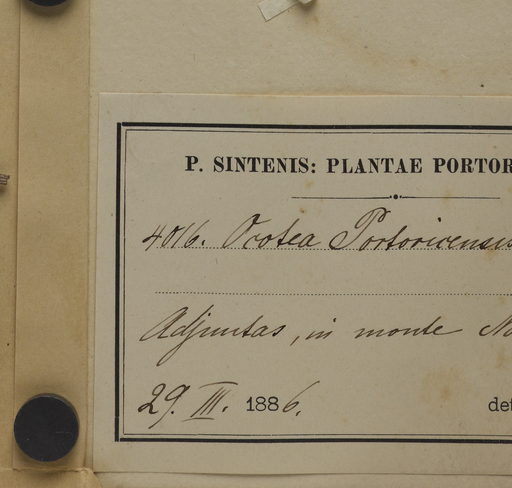 P. SINTENIS: PLANTAE PORTOR
4016. Ocotea Portoricensis
Adjuntas, in monte
29. III. 1886. det